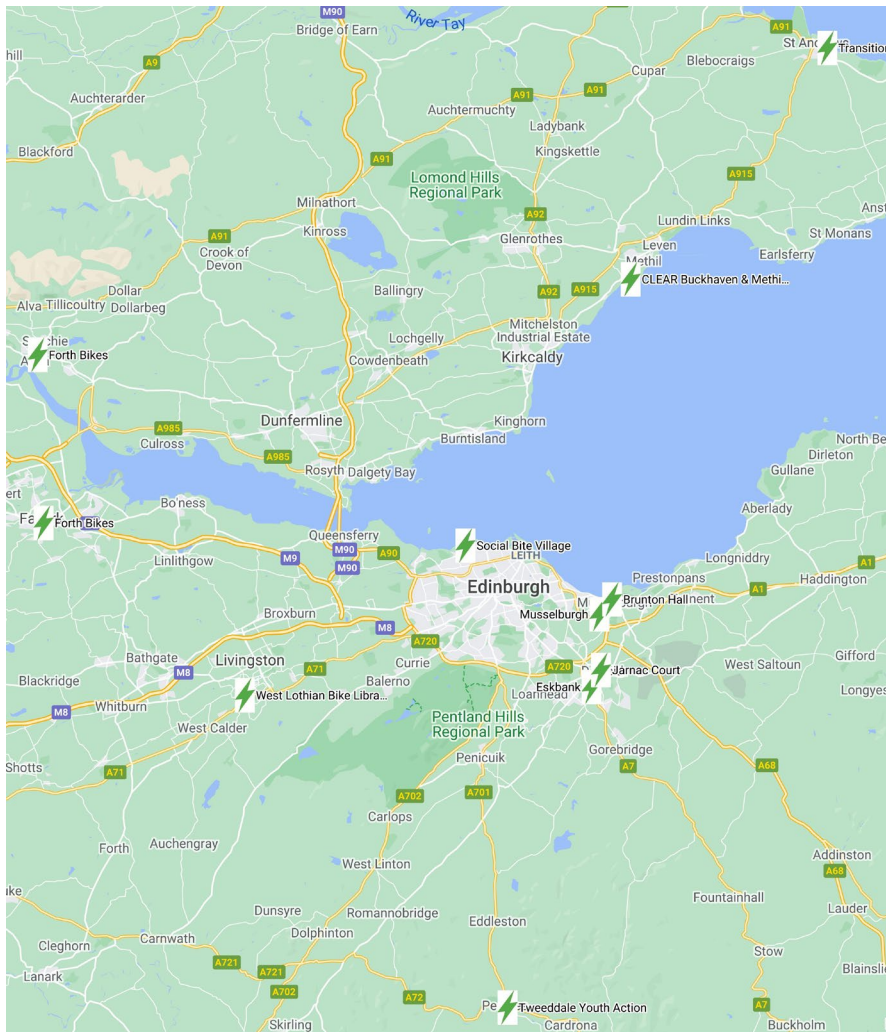 M90
River Tay
Bridge of Earn
A91
St And
Transition
hill
A9
Blebocraigs
Cupar
Auchterarder
A91
A91
Auchtermuchty
Ladybank
Blackford
Kingskettle
A91
Lomond Hills
Regional Park
A915
Milnathort
A92
Lundin Links
Kinross
A91
Glenrothes
St Monans
Crook of
Devon
Leven
Earlsferry
Methil
CLEAR Buckhaven & Methi...
Dollar
Ballingry
A92
A915
Alva
Tillicoultry
Dollarbeg
Mitchelston
Industrial Estate
Lochgelly
Forth Bikes
Cowdenbeath
Kirkcaldy
Dunfermline
Kinghorn
A985
Culross
Burntisland
North Be
A985
Dirleton
Rosyth
Dalgety Bay
Gullane
Bo'ness
Aberlady
Forth Bikes
Queensferry
Social Bite Village
M90
A90
LEITH
Linlithgow
M9
M90
Longniddry
A1
Prestonpans
Haddington
Edinburgh
A1
Brunton Hall
Musselburgh
Broxburn
M8
A720
Bathgate
Livingston
Gifford
M8
A71
Currie
A720
Jarnac Court
West Saltoun
Blackridge
Balerno
Eskbank
Loanhead
Longyes
West Lothian Bike Libra...
Whitburn
M8
Pentland Hills
Regional Park
West Calder
Gorebridge
Penicuik
Shotts
A71
A7
A68
A702
A701
Carlops
Forth
Auchengray
West Linton
Addinston
A68
Fountainhall
Dunsyre
Romannobridge
Lauder
Eddleston
Dolphinton
Cleghorn
Carnwath
Stow
A721
A721
Blainsli
Lanark
A702
A72
A7
Tweeddale Youth Action
Skirling
Cardrona
Buckholm